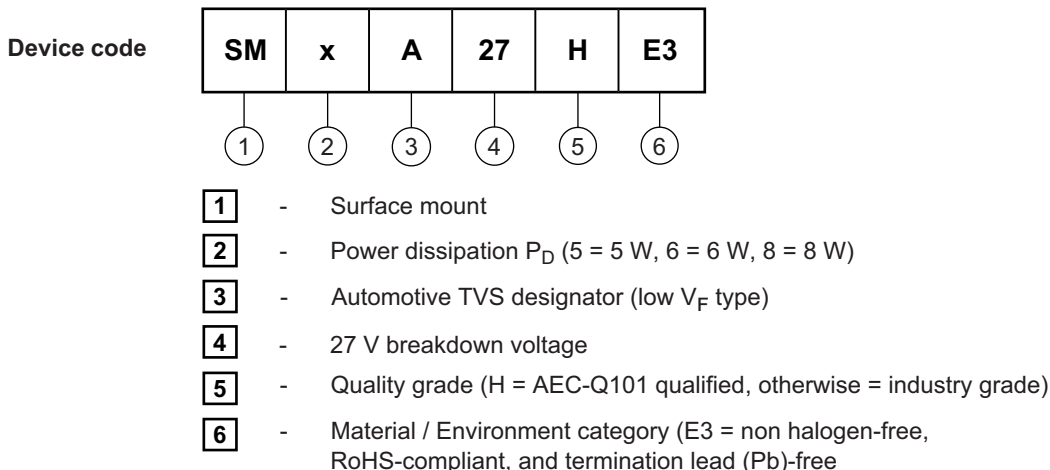 Device code
SM x A 27 H E3
1 2 3 4 5 6
1 - Surface mount
2 - Power dissipation PD (5 = 5 W, 6 = 6 W, 8 = 8 W)
3 - Automotive TVS designator (low VF type)
4 - 27 V breakdown voltage
5 - Quality grade (H = AEC-Q101 qualified, otherwise = industry grade)
6 - Material / Environment category (E3 = non halogen-free,
RoHS-compliant, and termination lead (Pb)-free